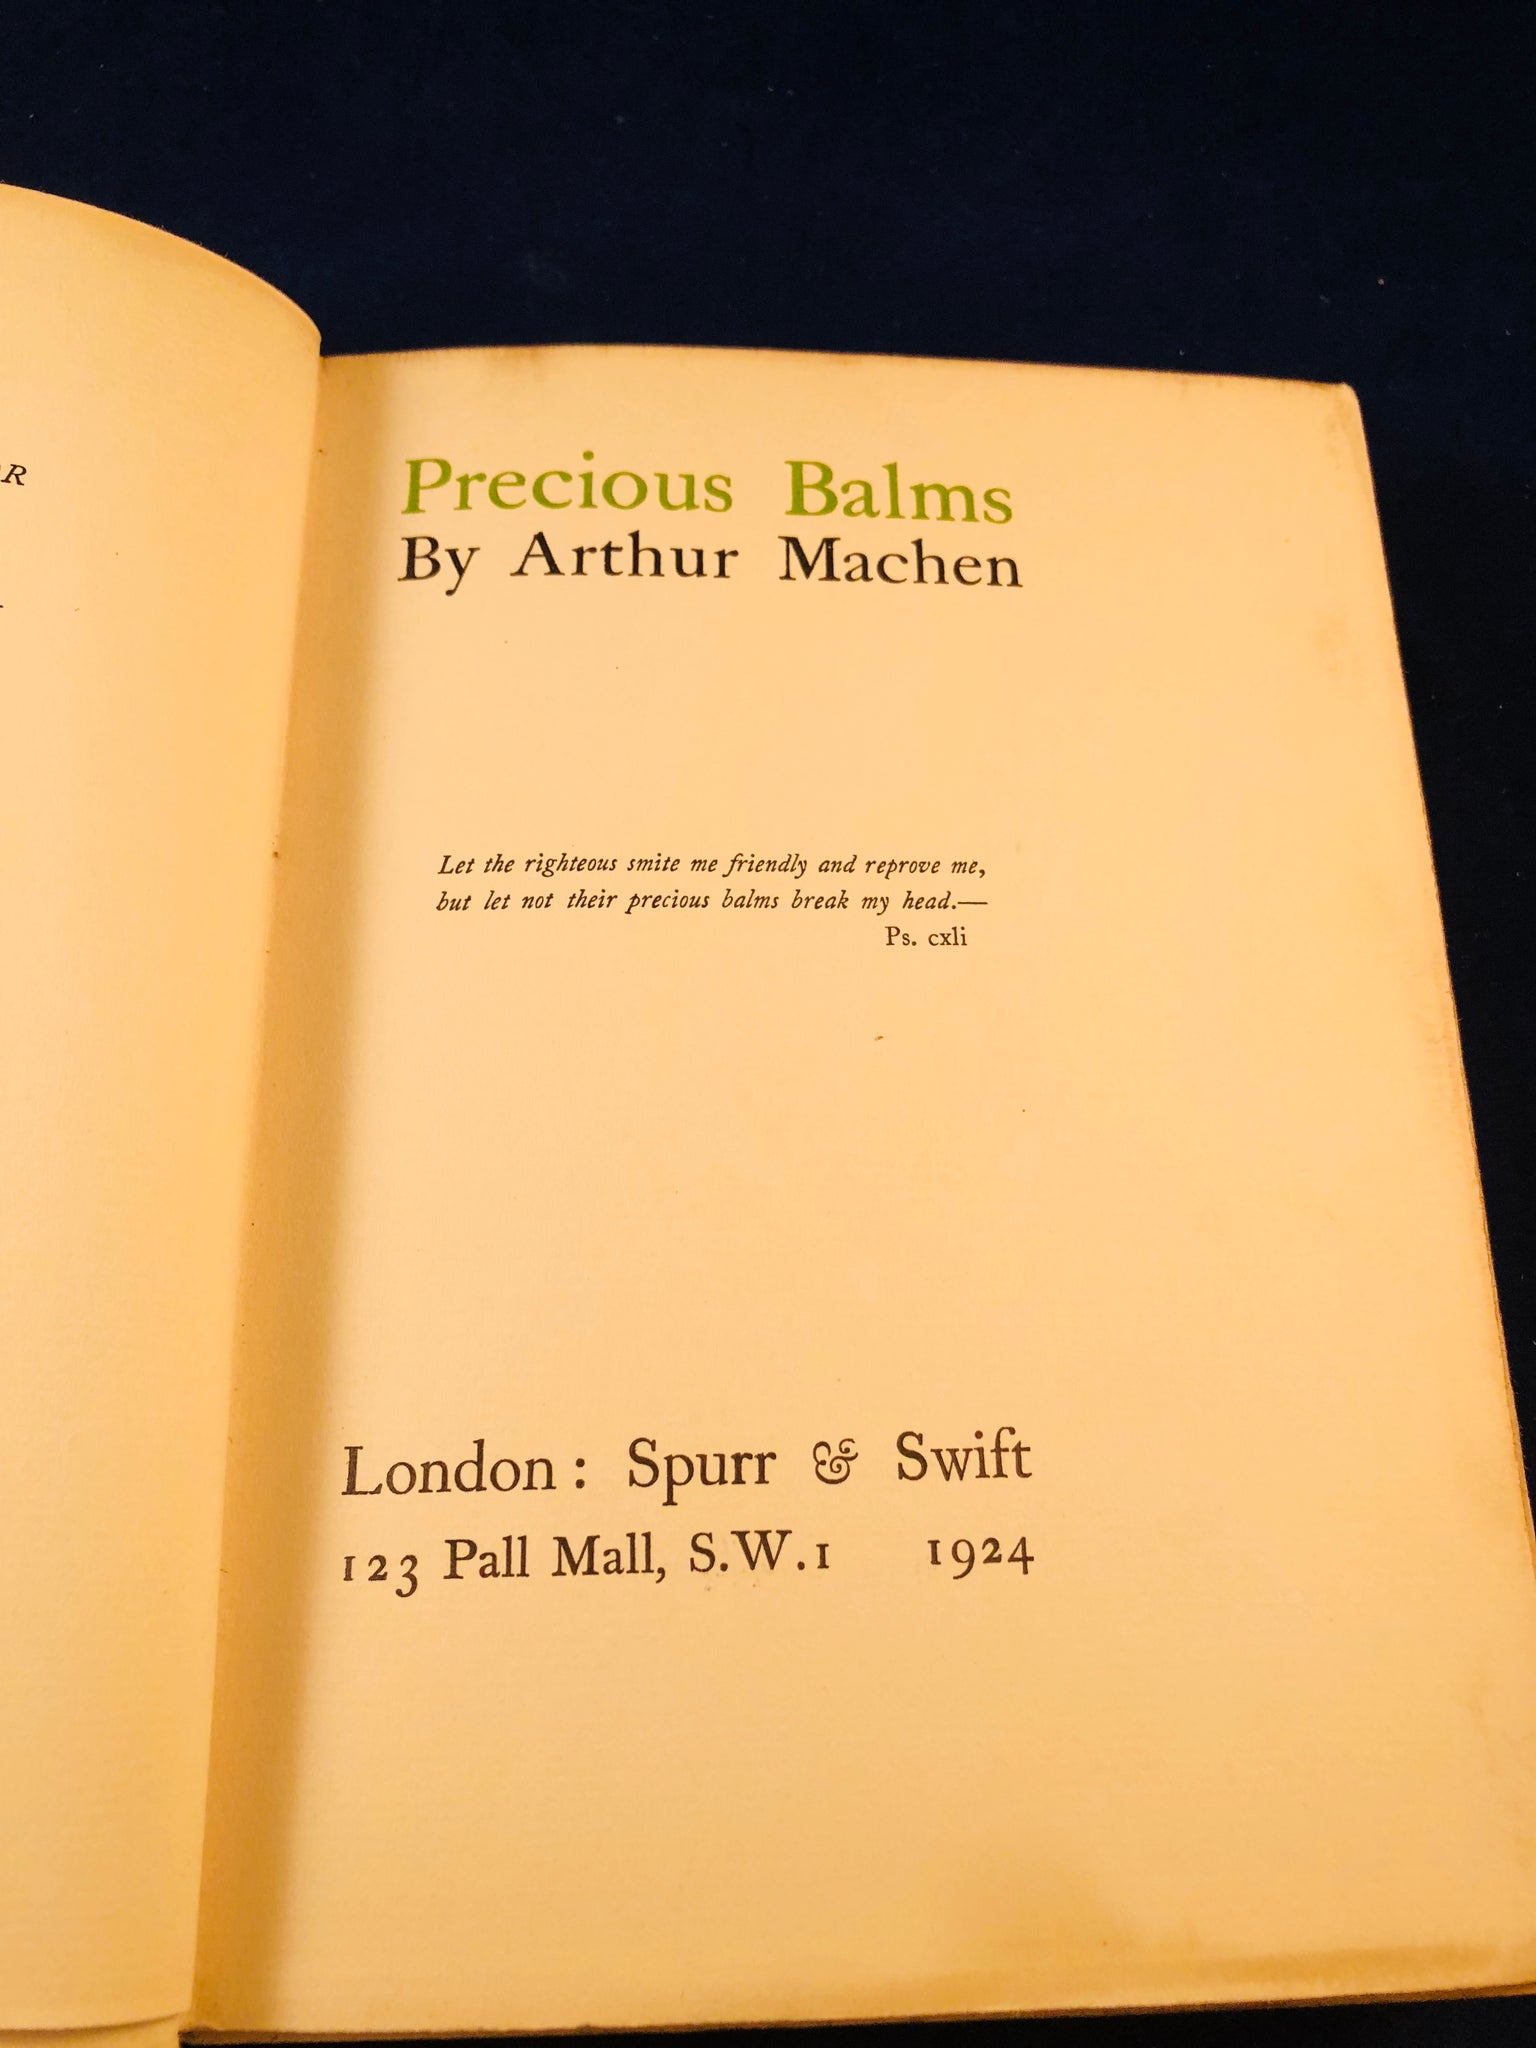 Precious Balms
By Arthur Machen
Let the righteous smite me friendly and reprove me,
but let not their precious balms break my head.—
Ps. cxli
London: Spurr & Swift
123 Pall Mall, S.W.1 1924